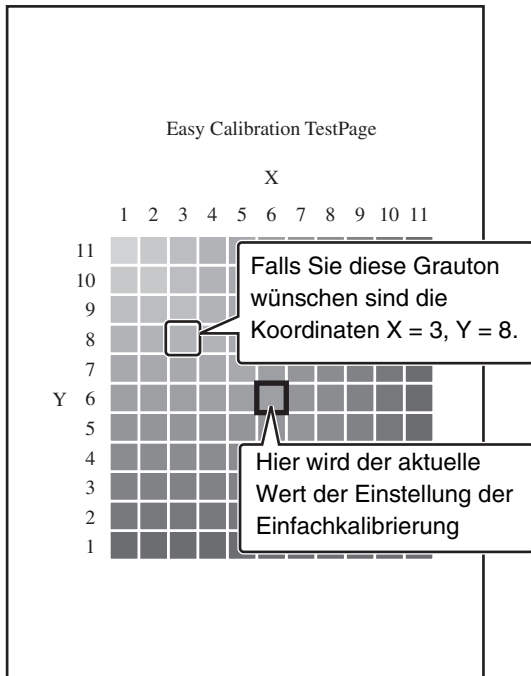 Easy Calibration TestPage
X
1 2 3 4 5 6 7 8 9 10 11
11
10
9
8
7
Y 6
5
4
3
2
1
Falls Sie diese Grauton
wünschen sind die
Koordinaten X = 3, Y = 8.
Hier wird der aktuelle
Wert der Einstellung der
Einfachkalibrierung